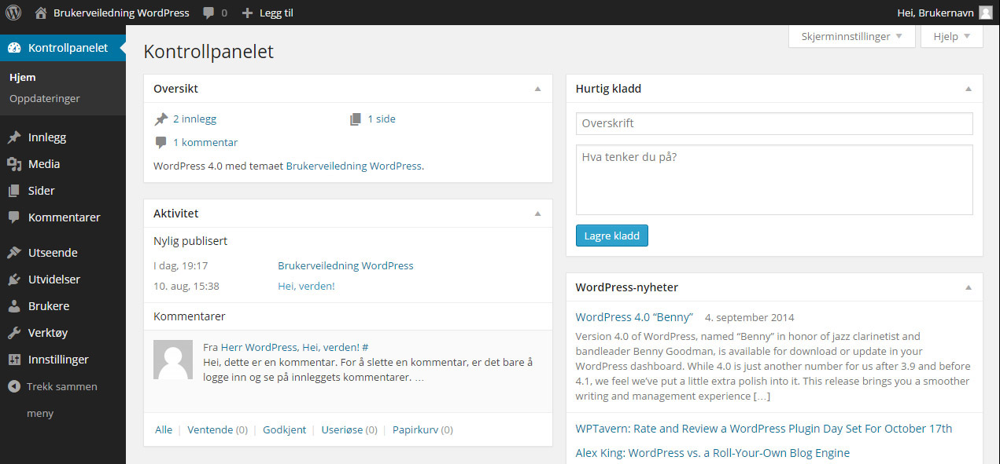 Brukerveiledning WordPress 0 Legg til Hei, Brukernavn
Kontrollpanelet
Hjem
Oppdateringer
Innlegg
Media
Sider
Kommentarer
Utseende
Utvidelser
Brukere
Verktøy
Innstillinger
Trekk sammen
meny
Skjerminnstillinger Hjelp
Kontrollpanelet
Oversikt
2 innlegg 1 side
1 kommentar
WordPress 4.0 med temaet Brukerveiledning WordPress.
Aktivitet
Nylig publisert
I dag, 19:17 Brukerveiledning WordPress
10. aug, 15:38 Hei, verden!
Kommentarer
Fra Herr WordPress, Hei, verden! #
Hei, dette er en kommentar. For å slette en kommentar, er det bare å
logge inn og se på innleggets kommentarer. …
Alle | Ventende (0) | Godkjent | Useriøse (0) | Papirkurv (0)
Hurtig kladd
Overskrift
Hva tenker du på?
Lagre kladd
WordPress-nyheter
WordPress 4.0 “Benny” 4. september 2014
Version 4.0 of WordPress, named “Benny” in honor of jazz clarinetist and
bandleader Benny Goodman, is available for download or update in your
WordPress dashboard. While 4.0 is just another number for us after 3.9 and before
4.1, we feel we’ve put a little extra polish into it. This release brings you a smoother
writing and management experience […]
WPTavern: Rate and Review a WordPress Plugin Day Set For October 17th
Alex King: WordPress vs. a Roll-Your-Own Blog Engine